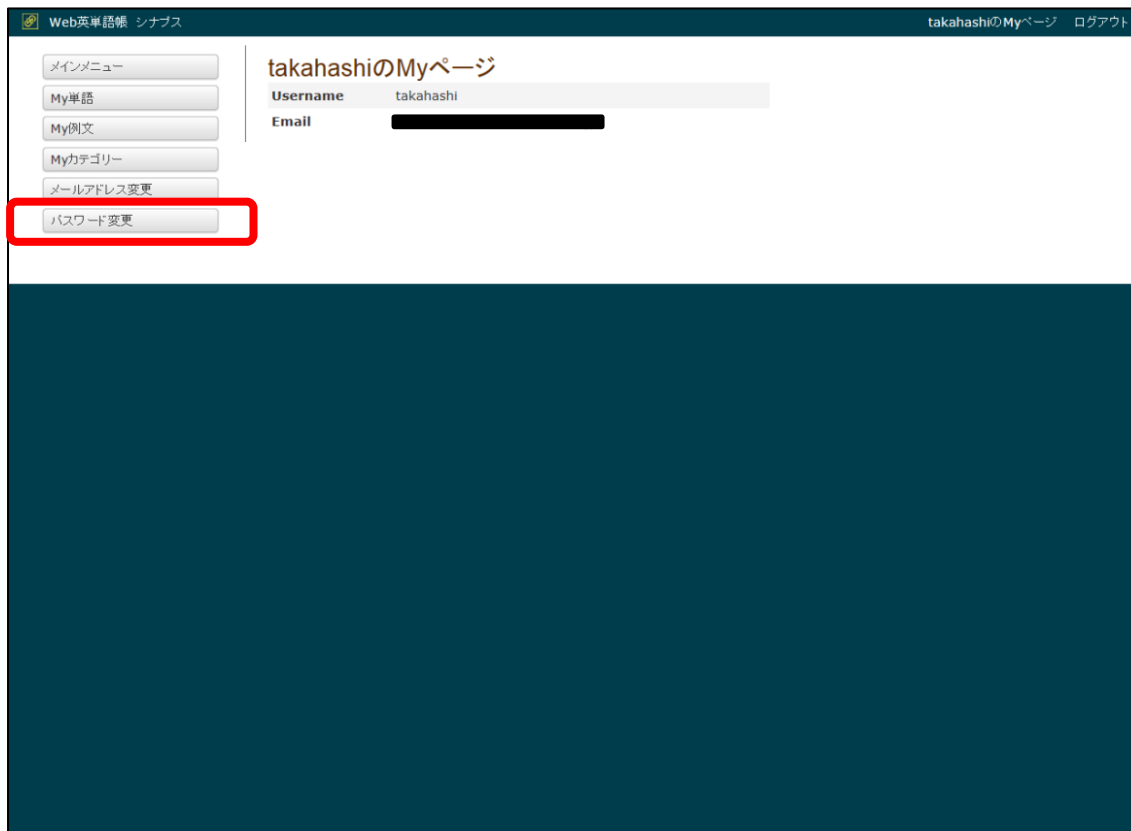 Web英単語帳 シナプス
takahashiのMyページ ログアウト
メインメニュー
My単語
My例文
Myカテゴリー
メールアドレス変更
パスワード変更
takahashiのMyページ
Username takahashi
Email